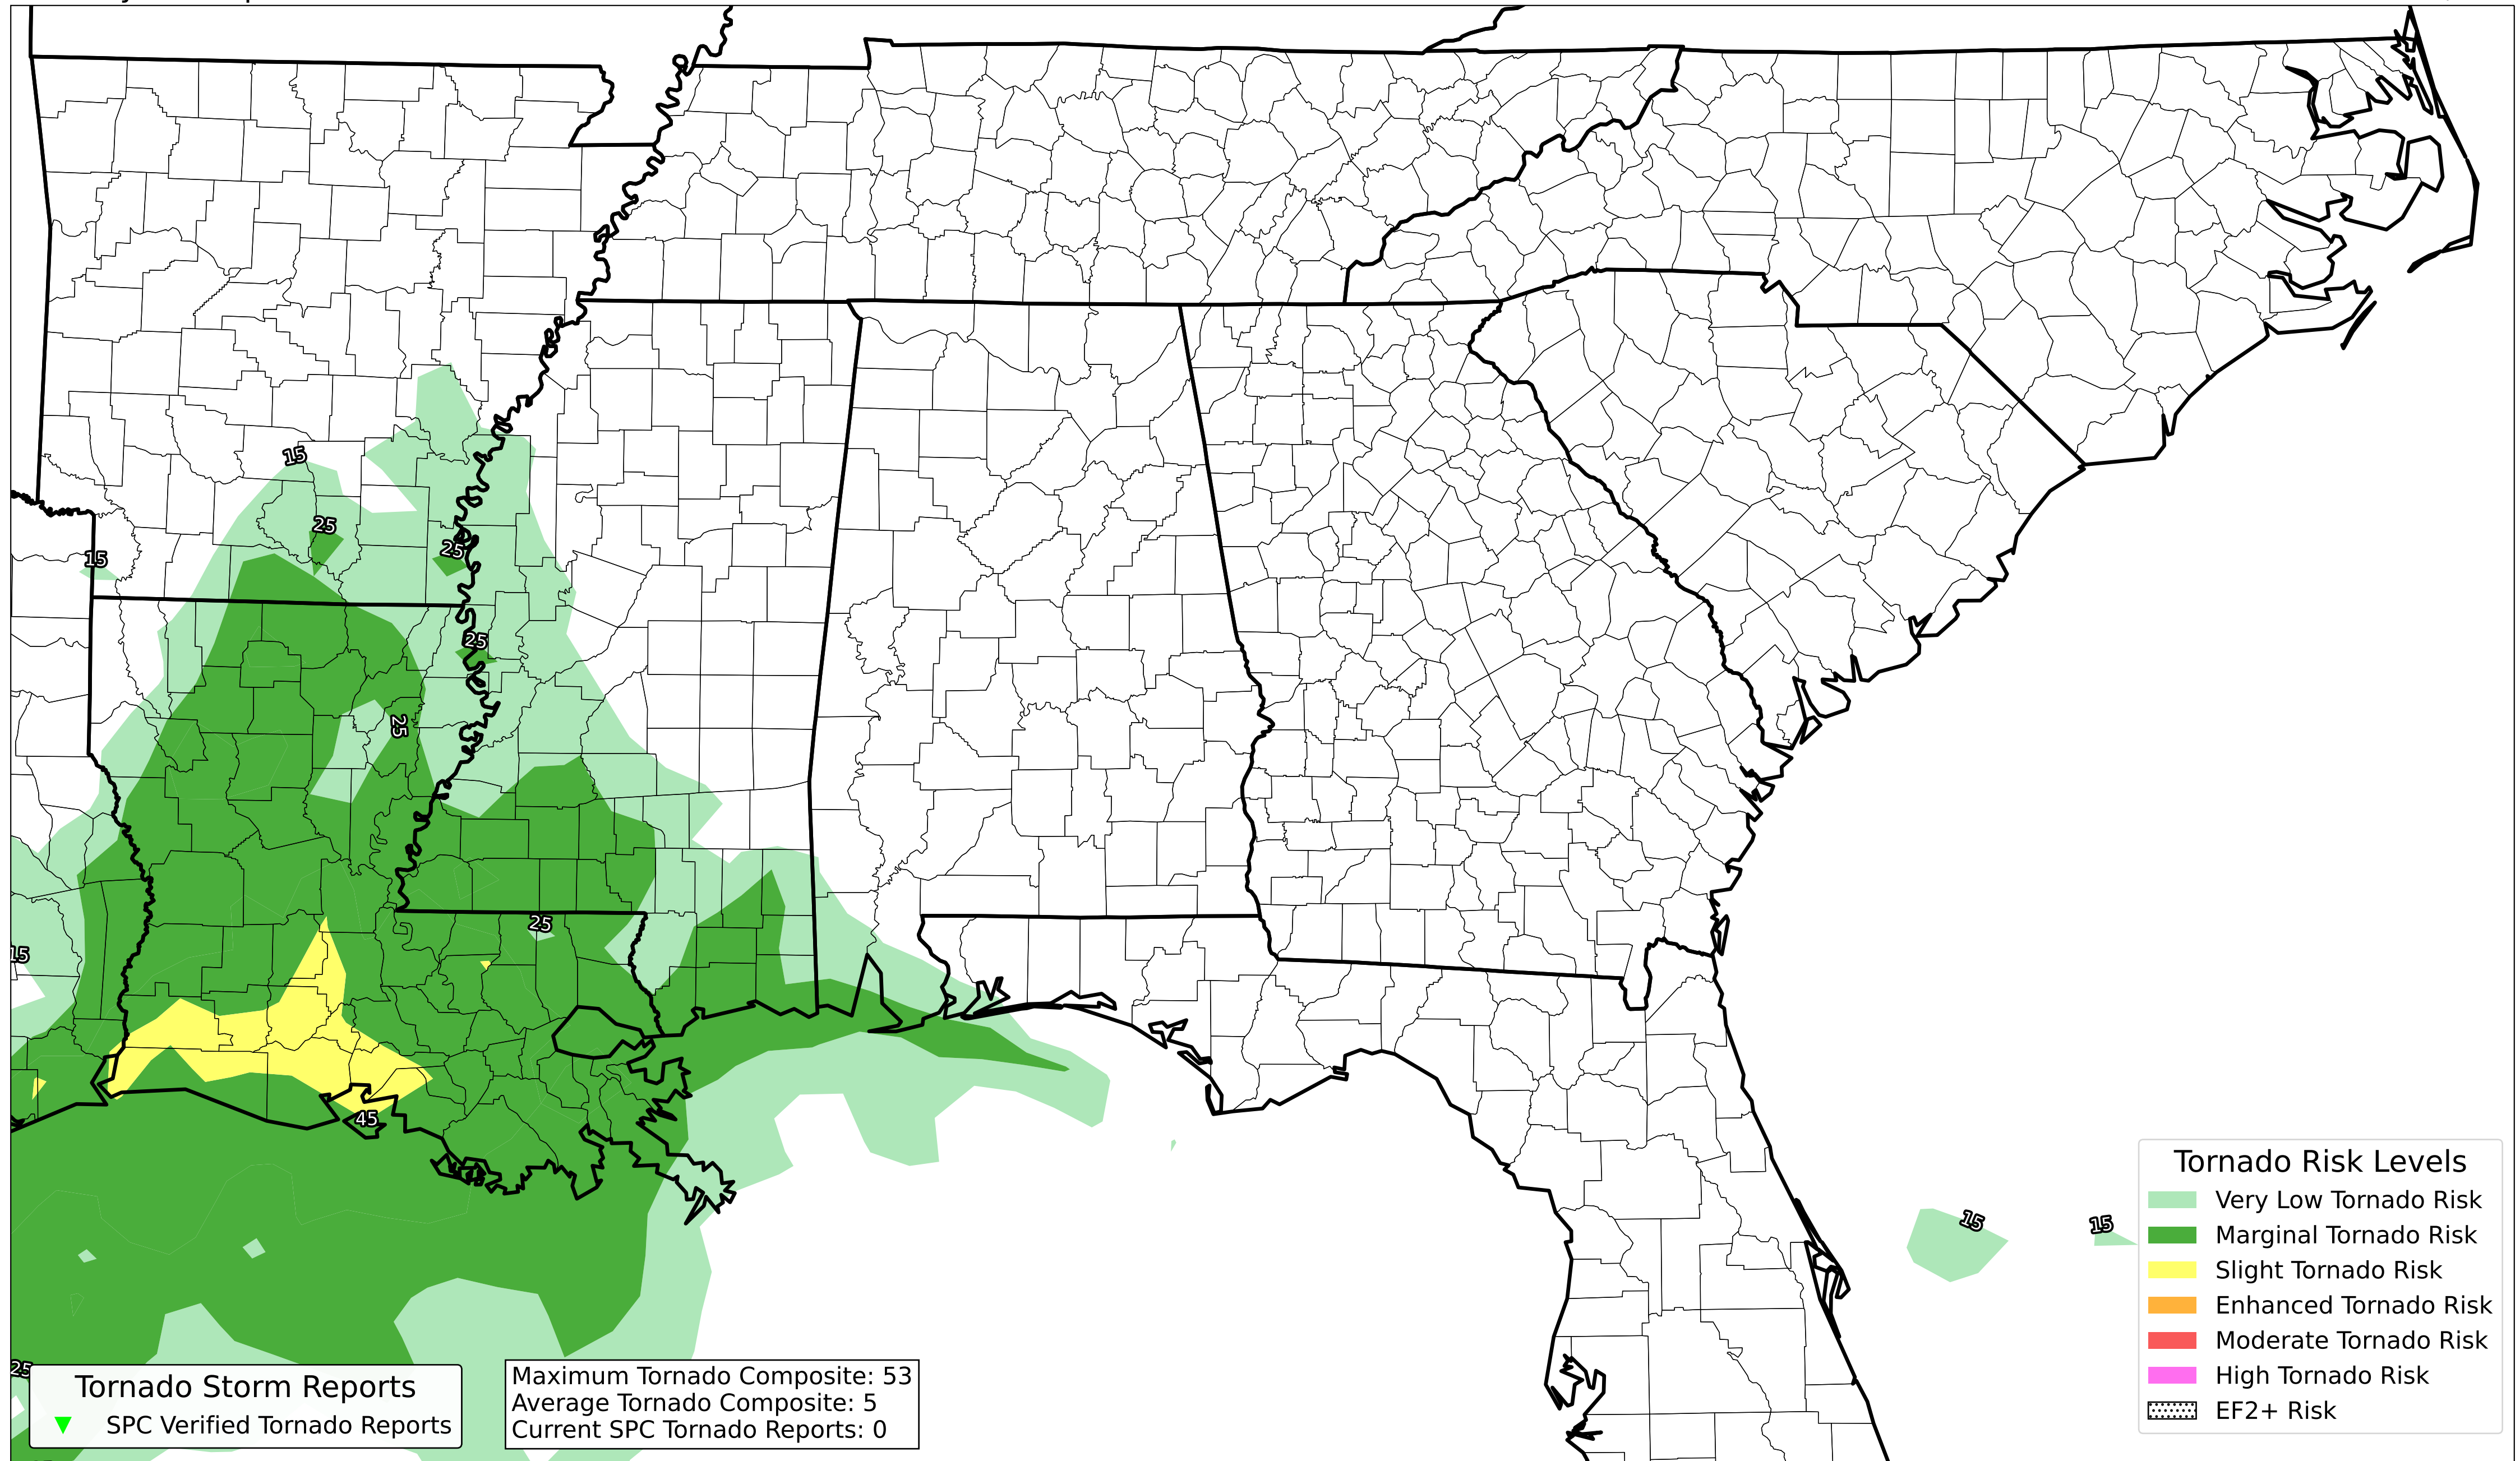 15
25
25
15
25
25
25
15
45
15
15
25
Tornado Storm Reports
SPC Verified Tornado Reports
Maximum Tornado Composite: 53
Average Tornado Composite: 5
Current SPC Tornado Reports: 0
Tornado Risk Levels
Very Low Tornado Risk
Marginal Tornado Risk
Slight Tornado Risk
Enhanced Tornado Risk
Moderate Tornado Risk
High Tornado Risk
EF2+ Risk